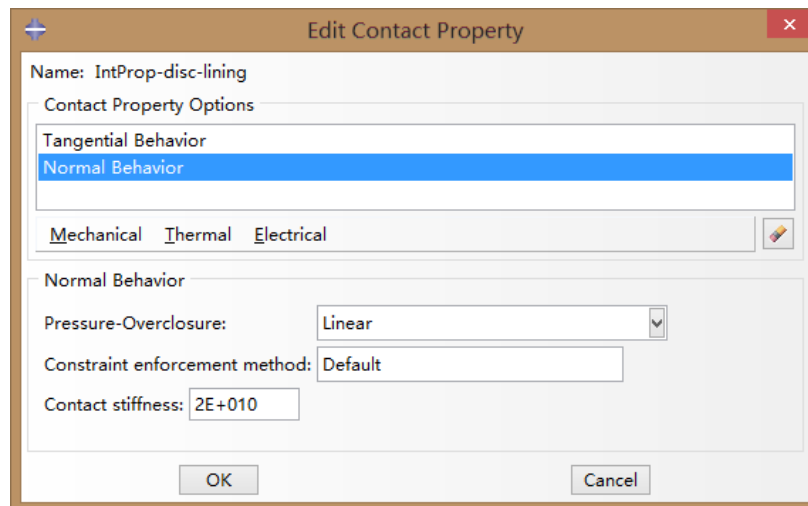 Edit Contact Property
Name: IntProp-disc-lining
Contact Property Options
Tangential Behavior
Normal Behavior
Mechanical Thermal Electrical
Normal Behavior
Pressure-Overclosure: Linear
Constraint enforcement method: Default
Contact stiffness: 2E+010
OK Cancel